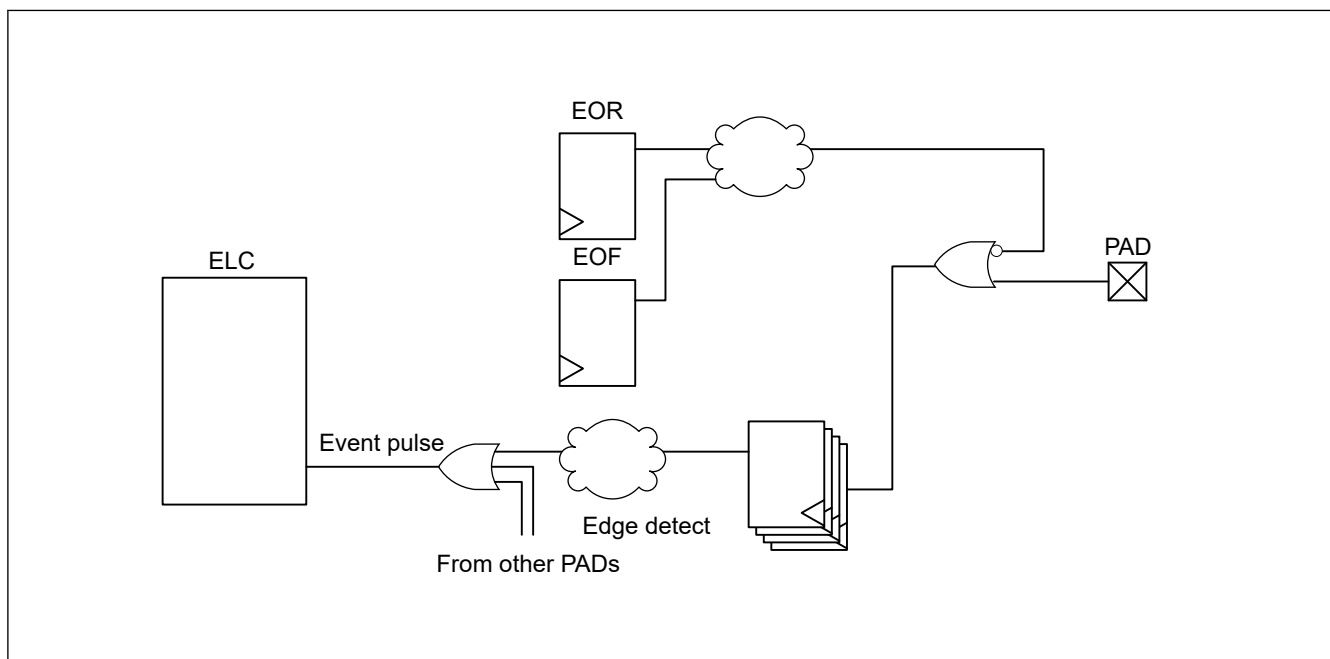 EOR
EOF
PAD
ELC
Event pulse
Edge detect
From other PADs